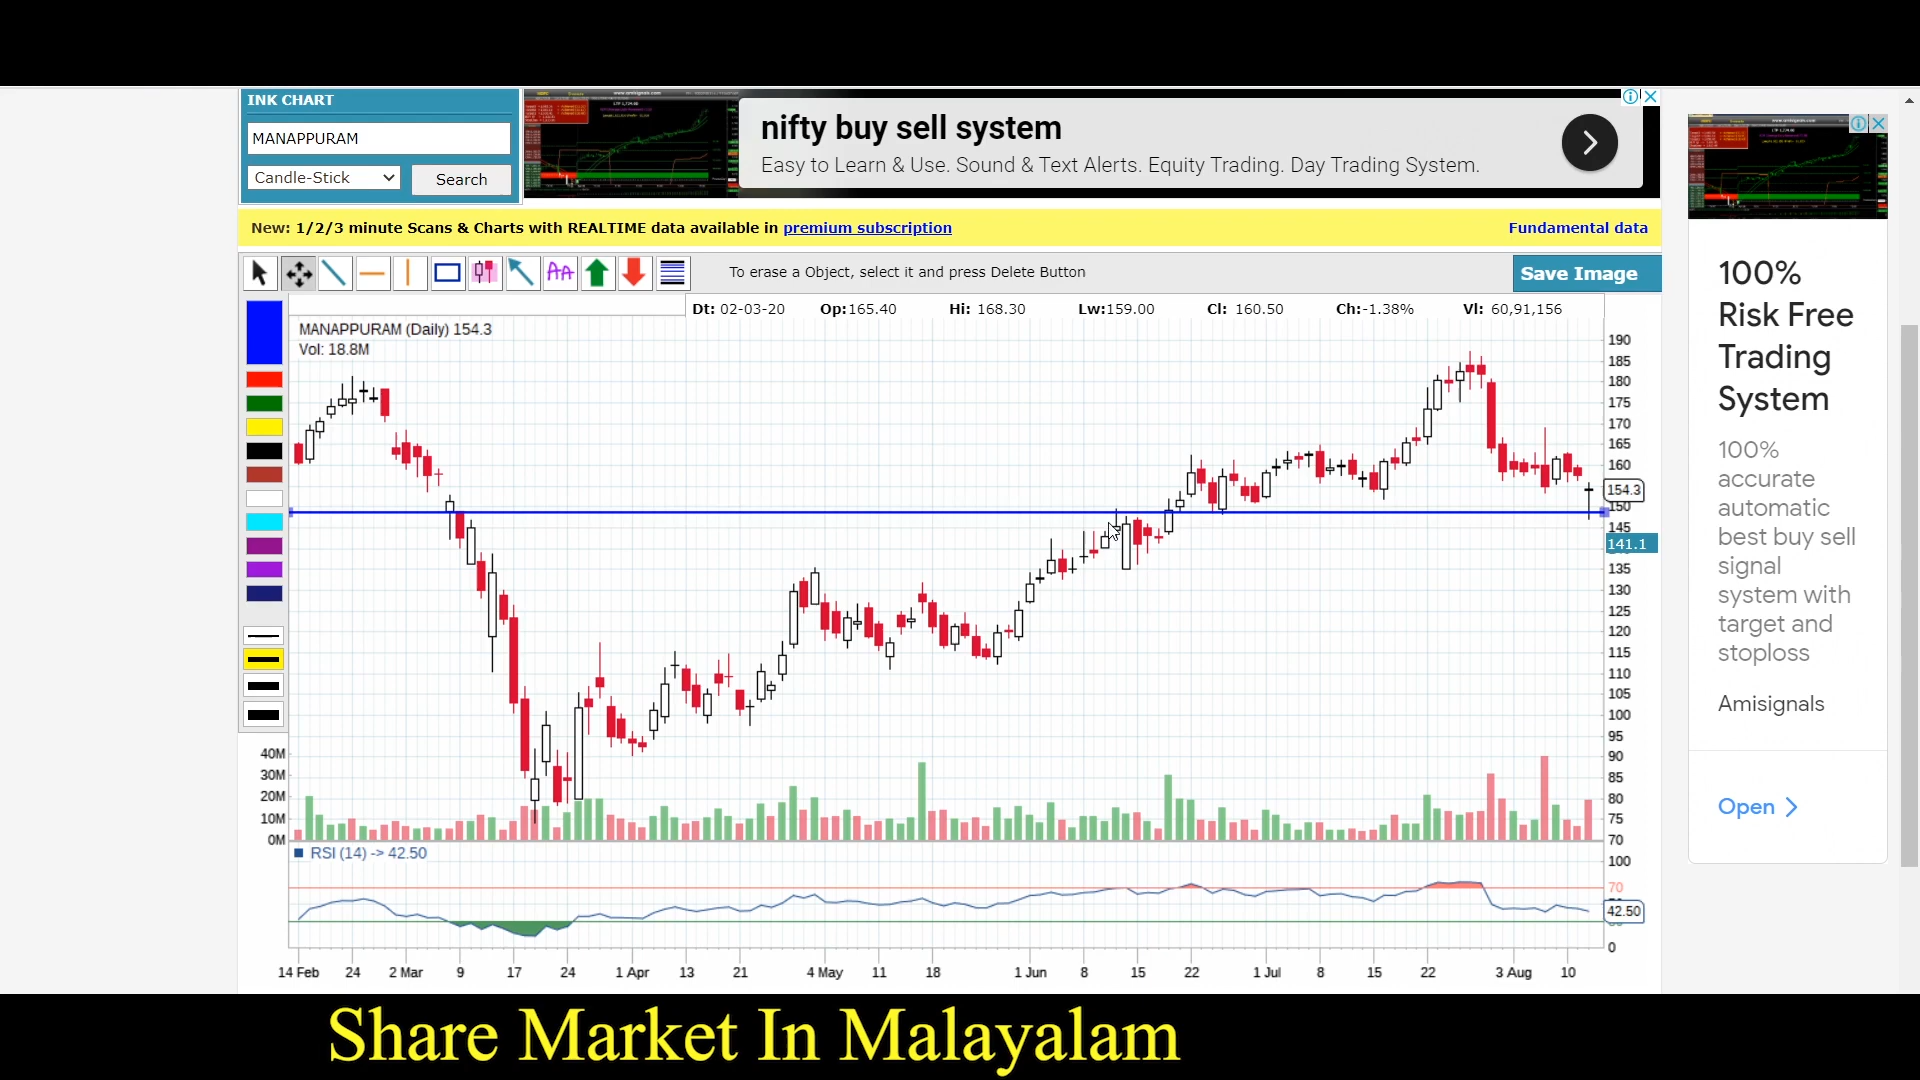 INK CHART
MANAPPURAM
Candle-Stick
Search
nifty buy sell system
Easy to Learn & Use. Sound & Text Alerts. Equity Trading. Day Trading System.
New: 1/2/3 minute Scans & Charts with REALTIME data available in premium subscription
Fundamental data
AA
To erase a Object, select it and press Delete Button
Save Image
Dt: 02-03-20 Op:165.40 Hi: 168.30 Lw:159.00 Cl: 160.50 Ch:-1.38% Vl: 60,91,156
MANAPPURAM (Daily) 154.3
Vol: 18.8M
190
185
180
175
170
165
160
154.3
150
145
141.1
135
130
125
120
115
110
105
100
95
90
85
80
75
70
40M
30M
20M
10M
0M
RSI (14) -> 42.50
100
70
42.50
0
14 Feb 24 2 Mar 9 17 24 1 Apr 13 21 4 May 11 18 1 Jun 8 15 22 1 Jul 8 15 22 3 Aug 10
100%
Risk Free
Trading
System
100%
accurate
automatic
best buy sell
signal
system with
target and
stoploss
Amisignals
Open
Share Market In Malayalam